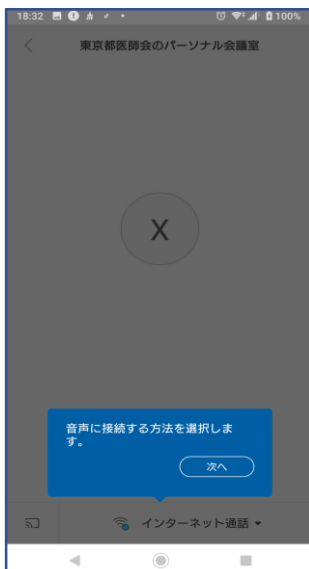 18:32 100%
東京都医師会のパーソナル会議室
X
音声に接続する方法を選択しま
す。
次へ
インターネット通話